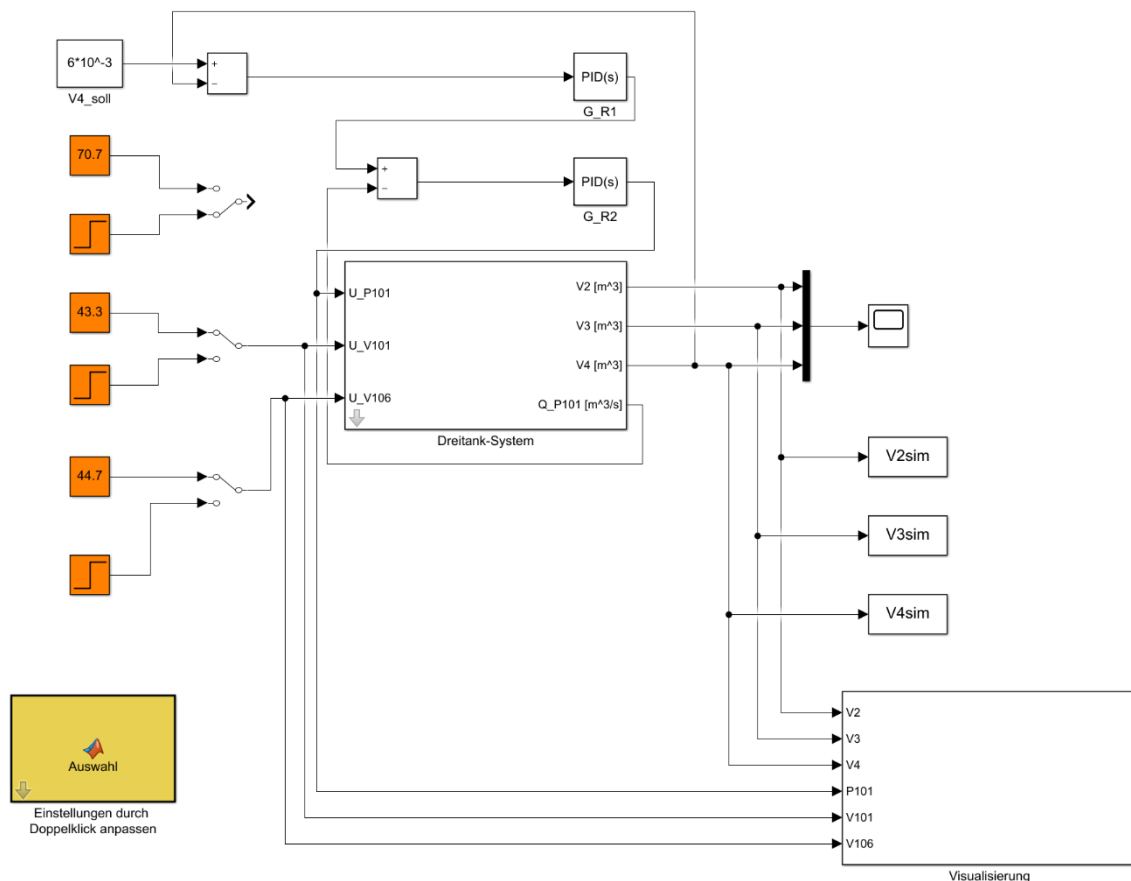 6*10^-3
+
−
V4_soll
PID(s)
G_R1
70.7
+
−
PID(s)
G_R2
43.3
44.7
U_P101
U_V101
U_V106
V2 [m^3]
V3 [m^3]
V4 [m^3]
Q_P101 [m^3/s]
Dreitank-System
V2sim
V3sim
V4sim
Auswahl
Einstellungen durch
Doppelklick anpassen
V2
V3
V4
P101
V101
V106
Visualisierung